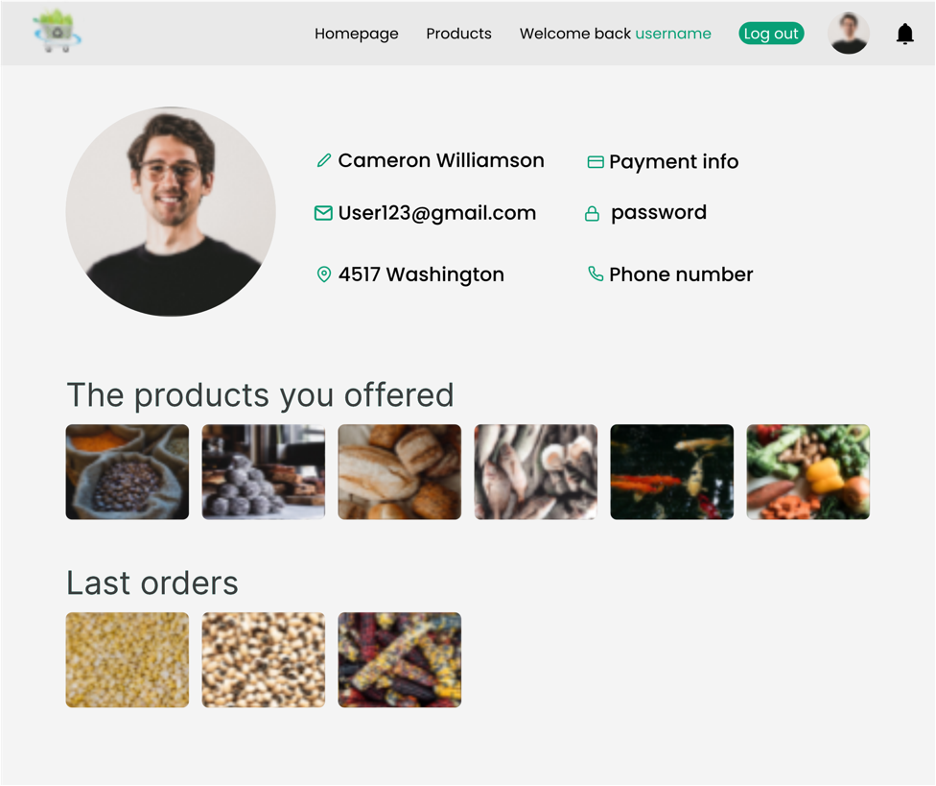 Homepage Products Welcome back username Log out
Cameron Williamson Payment info
User123@gmail.com password
4517 Washington Phone number
The products you offered
Last orders